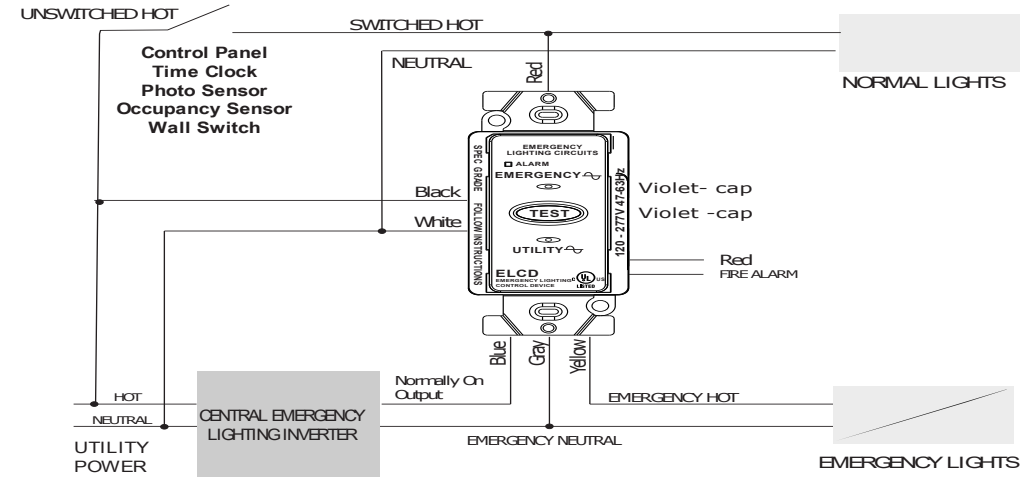 UNSWITCHED HOT
SWITCHED HOT
Control Panel
Time Clock
Photo Sensor
Occupancy Sensor
Wall Switch
NEUTRAL
Red
NORMAL LIGHTS
EMERGENCY
LIGHTING CIRCUITS
ALARM
EMERGENCY
TEST
UTILITY
ELCD
EMERGENCY LIGHTING
CONTROL DEVICE
C UL US
LISTED
SPEC GRADE FOLLOW INSTRUCTIONS
120 - 277V 47-63Hz
Black
White
Violet- cap
Violet -cap
Red
FIRE ALARM
Blue
Gray
Yellow
Normally On
Output
HOT
NEUTRAL
UTILITY
POWER
CENTRAL EMERGENCY
LIGHTING INVERTER
EMERGENCY HOT
EMERGENCY NEUTRAL
EMERGENCY LIGHTS